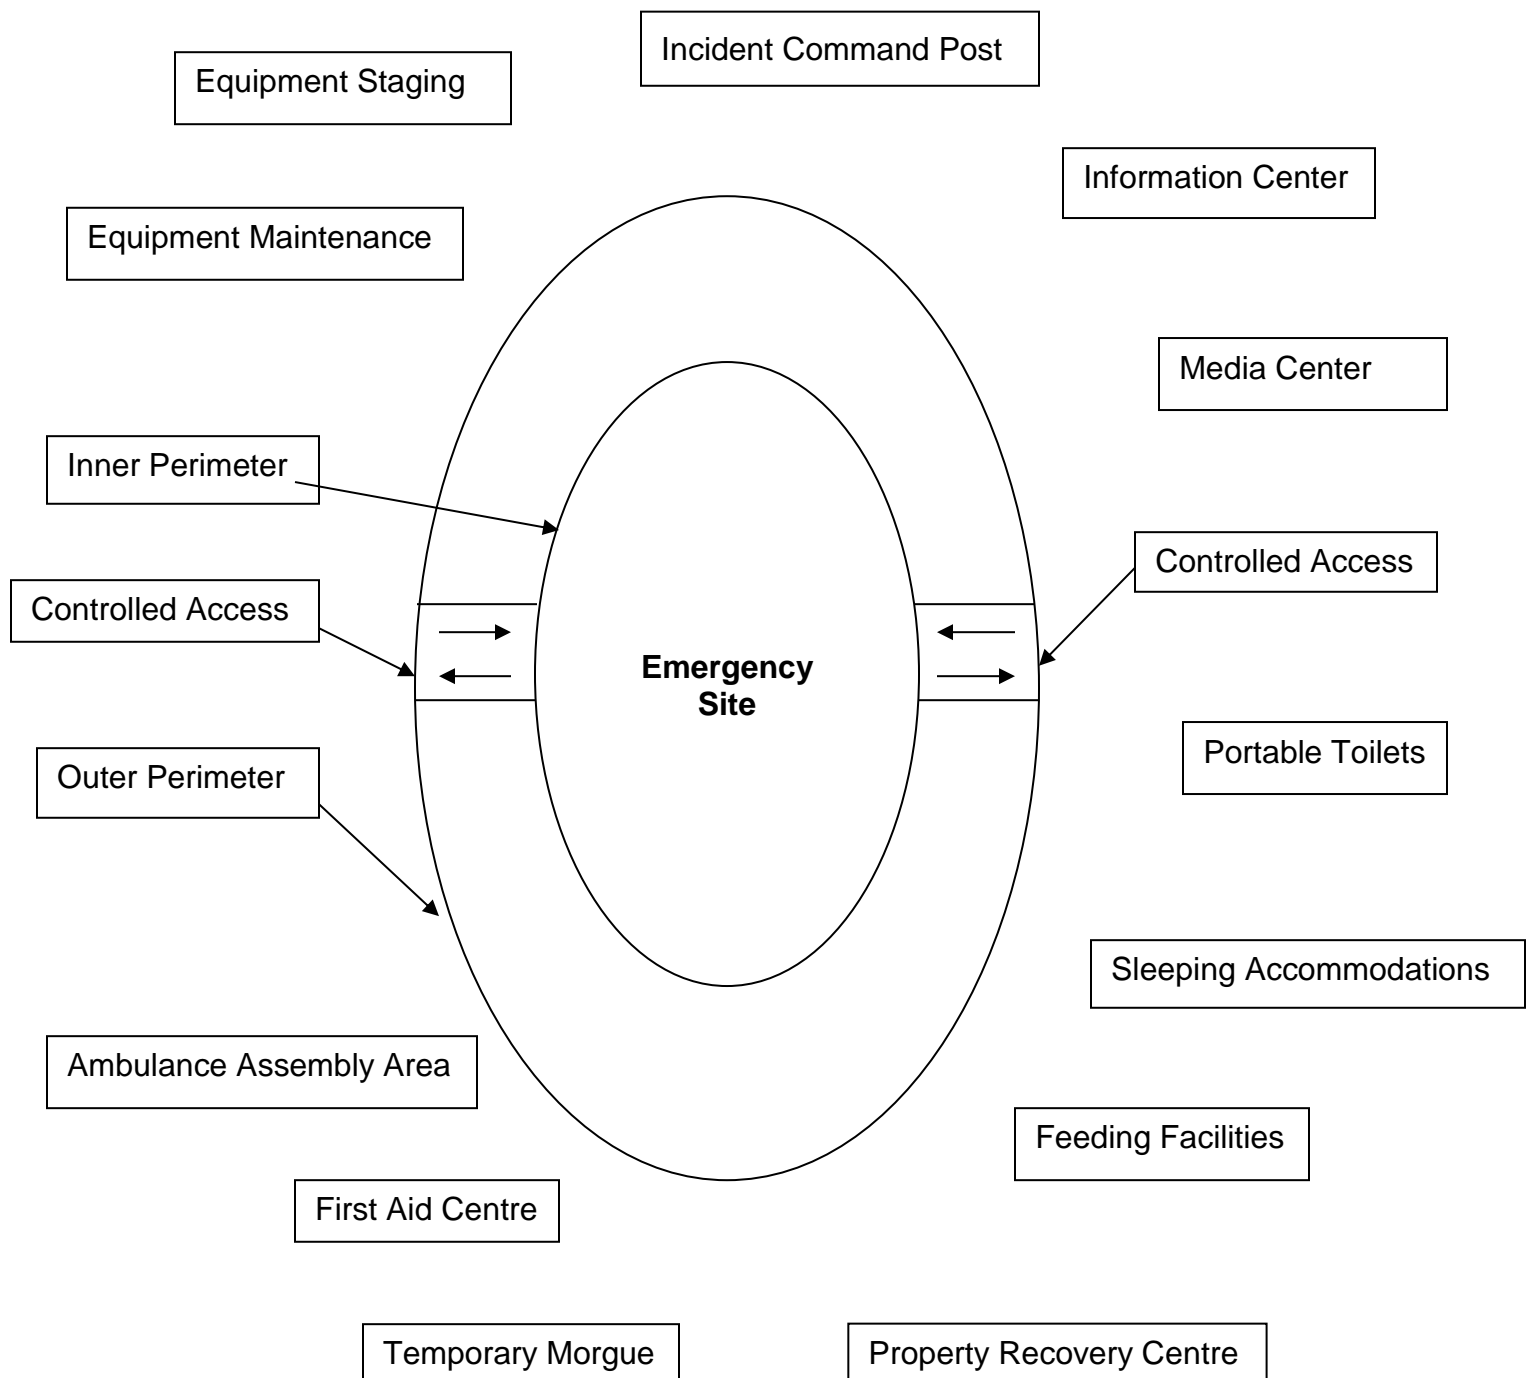 Incident Command Post
Equipment Staging
Information Center
Equipment Maintenance
Media Center
Inner Perimeter
Controlled Access
Controlled Access
Emergency
Site
Portable Toilets
Outer Perimeter
Sleeping Accommodations
Ambulance Assembly Area
Feeding Facilities
First Aid Centre
Temporary Morgue
Property Recovery Centre